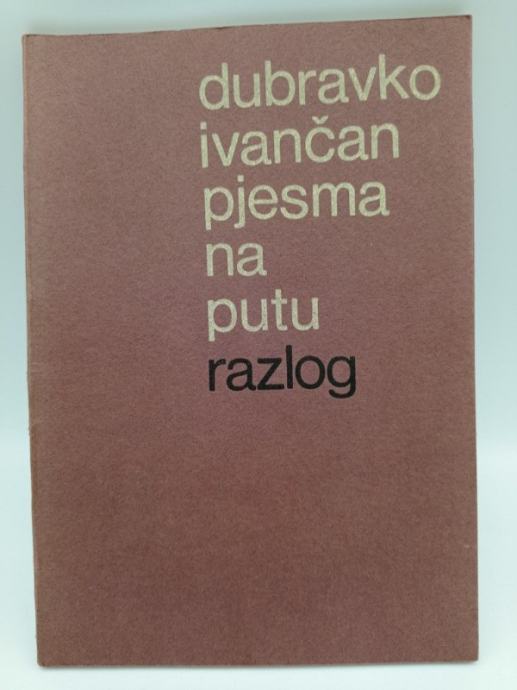 dubravko
ivančan
pjesma
na
putu
razlog